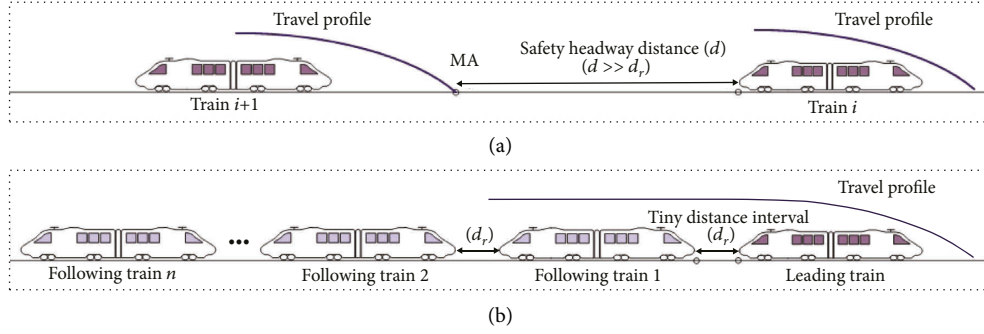 Travel profile
Travel profile
MA
Safety headway distance (d)
(d >> dᵣ)
Train i+1
Train i
(a)
Travel profile
Tiny distance interval
(dᵣ)
(dᵣ)
Following train n
Following train 2
Following train 1
Leading train
(b)